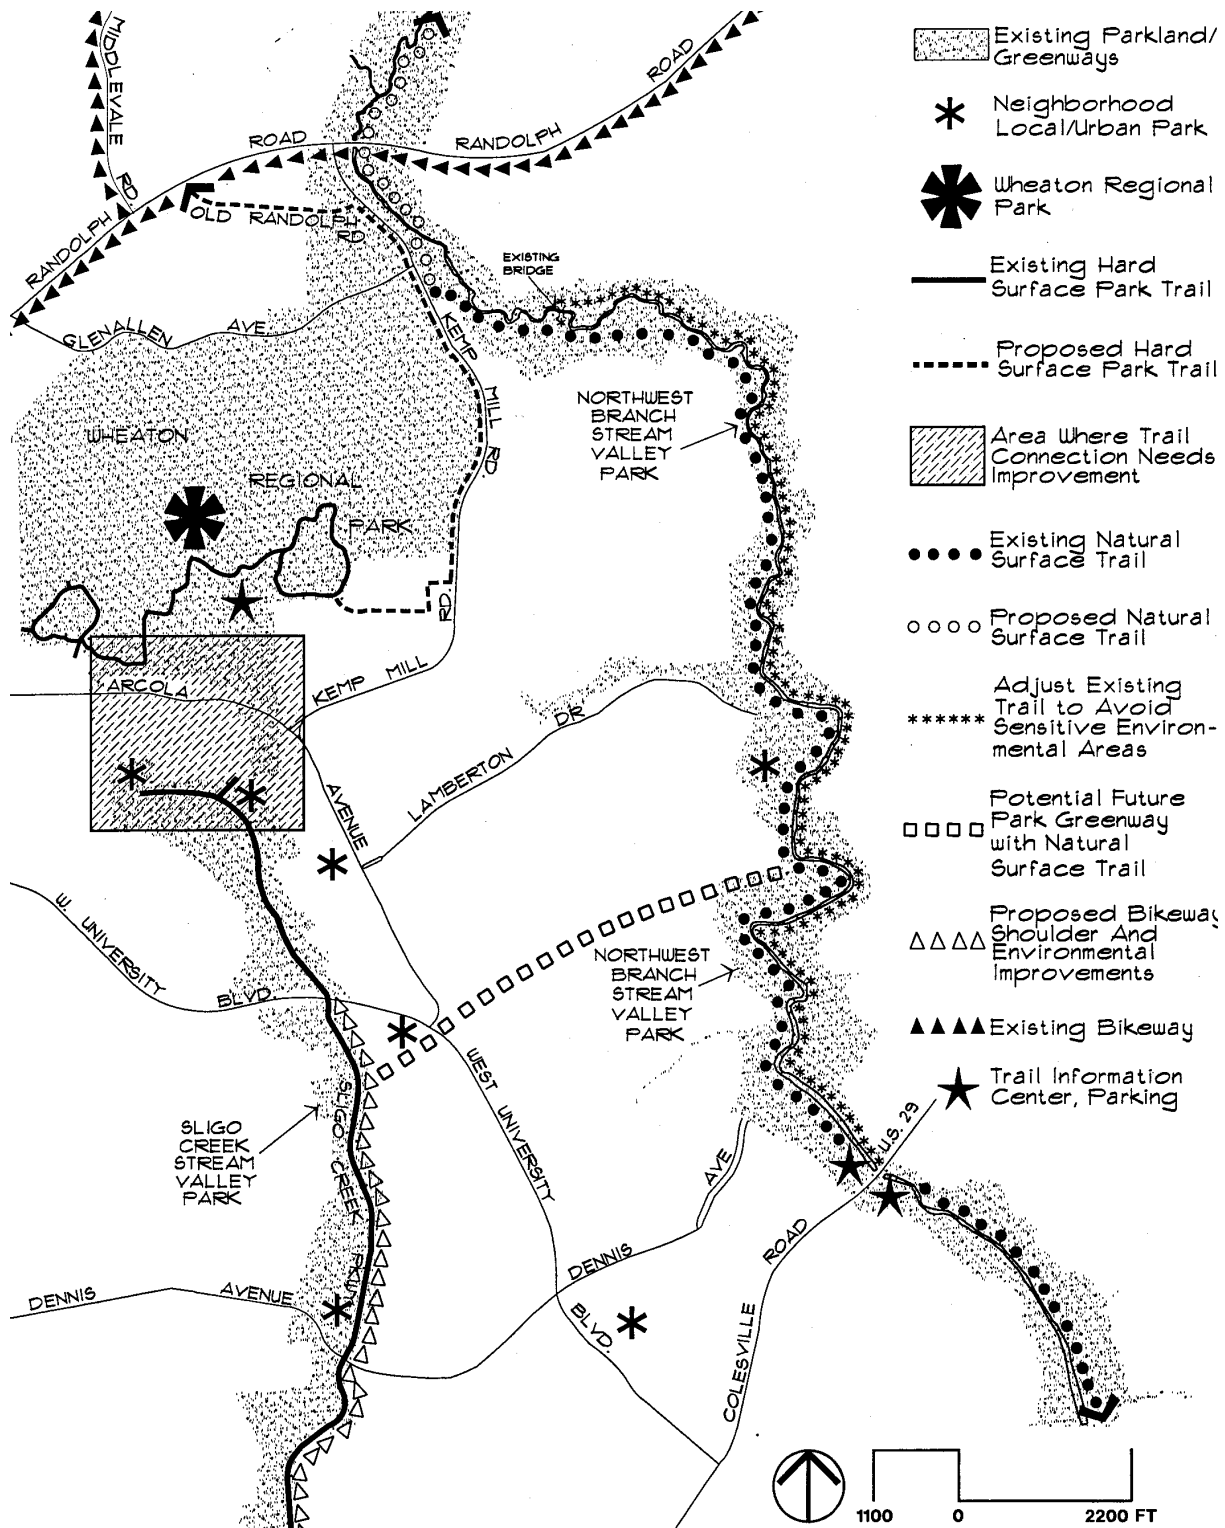 MIDDLEVALE
RD.
ROAD
RANDOLPH
ROAD
RANDOLPH
OLD RANDOLPH
RD
EXISTING
BRIDGE
GLENALLEN AVE.
KEMP
MILL
RD.
NORTHWEST
BRANCH
STREAM
VALLEY
PARK
WHEATON
REGIONAL
PARK
RD
KEMP MILL
ARCOLA
AVENUE
LAMBERTON DR
W. UNIVERSITY
BLVD.
NORTHWEST
BRANCH
STREAM
VALLEY
PARK
WEST UNIVERSITY
BLVD.
SLIGO
CREEK
STREAM
VALLEY
PARK
SLIGO CREEK PKWY
U.S. 29
DENNIS AVENUE
DENNIS
AVE
COLESVILLE
ROAD
Existing Parkland/
Greenways
Neighborhood
Local/Urban Park
Wheaton Regional
Park
Existing Hard
Surface Park Trail
Proposed Hard
Surface Park Trail
Area Where Trail
Connection Needs
Improvement
Existing Natural
Surface Trail
Proposed Natural
Surface Trail
Adjust Existing
Trail to Avoid
Sensitive Environ-
mental Areas
Potential Future
Park Greenway
with Natural
Surface Trail
Proposed Bikeway
Shoulder And
Environmental
Improvements
Existing Bikeway
Trail Information
Center, Parking
1100 0 2200 FT